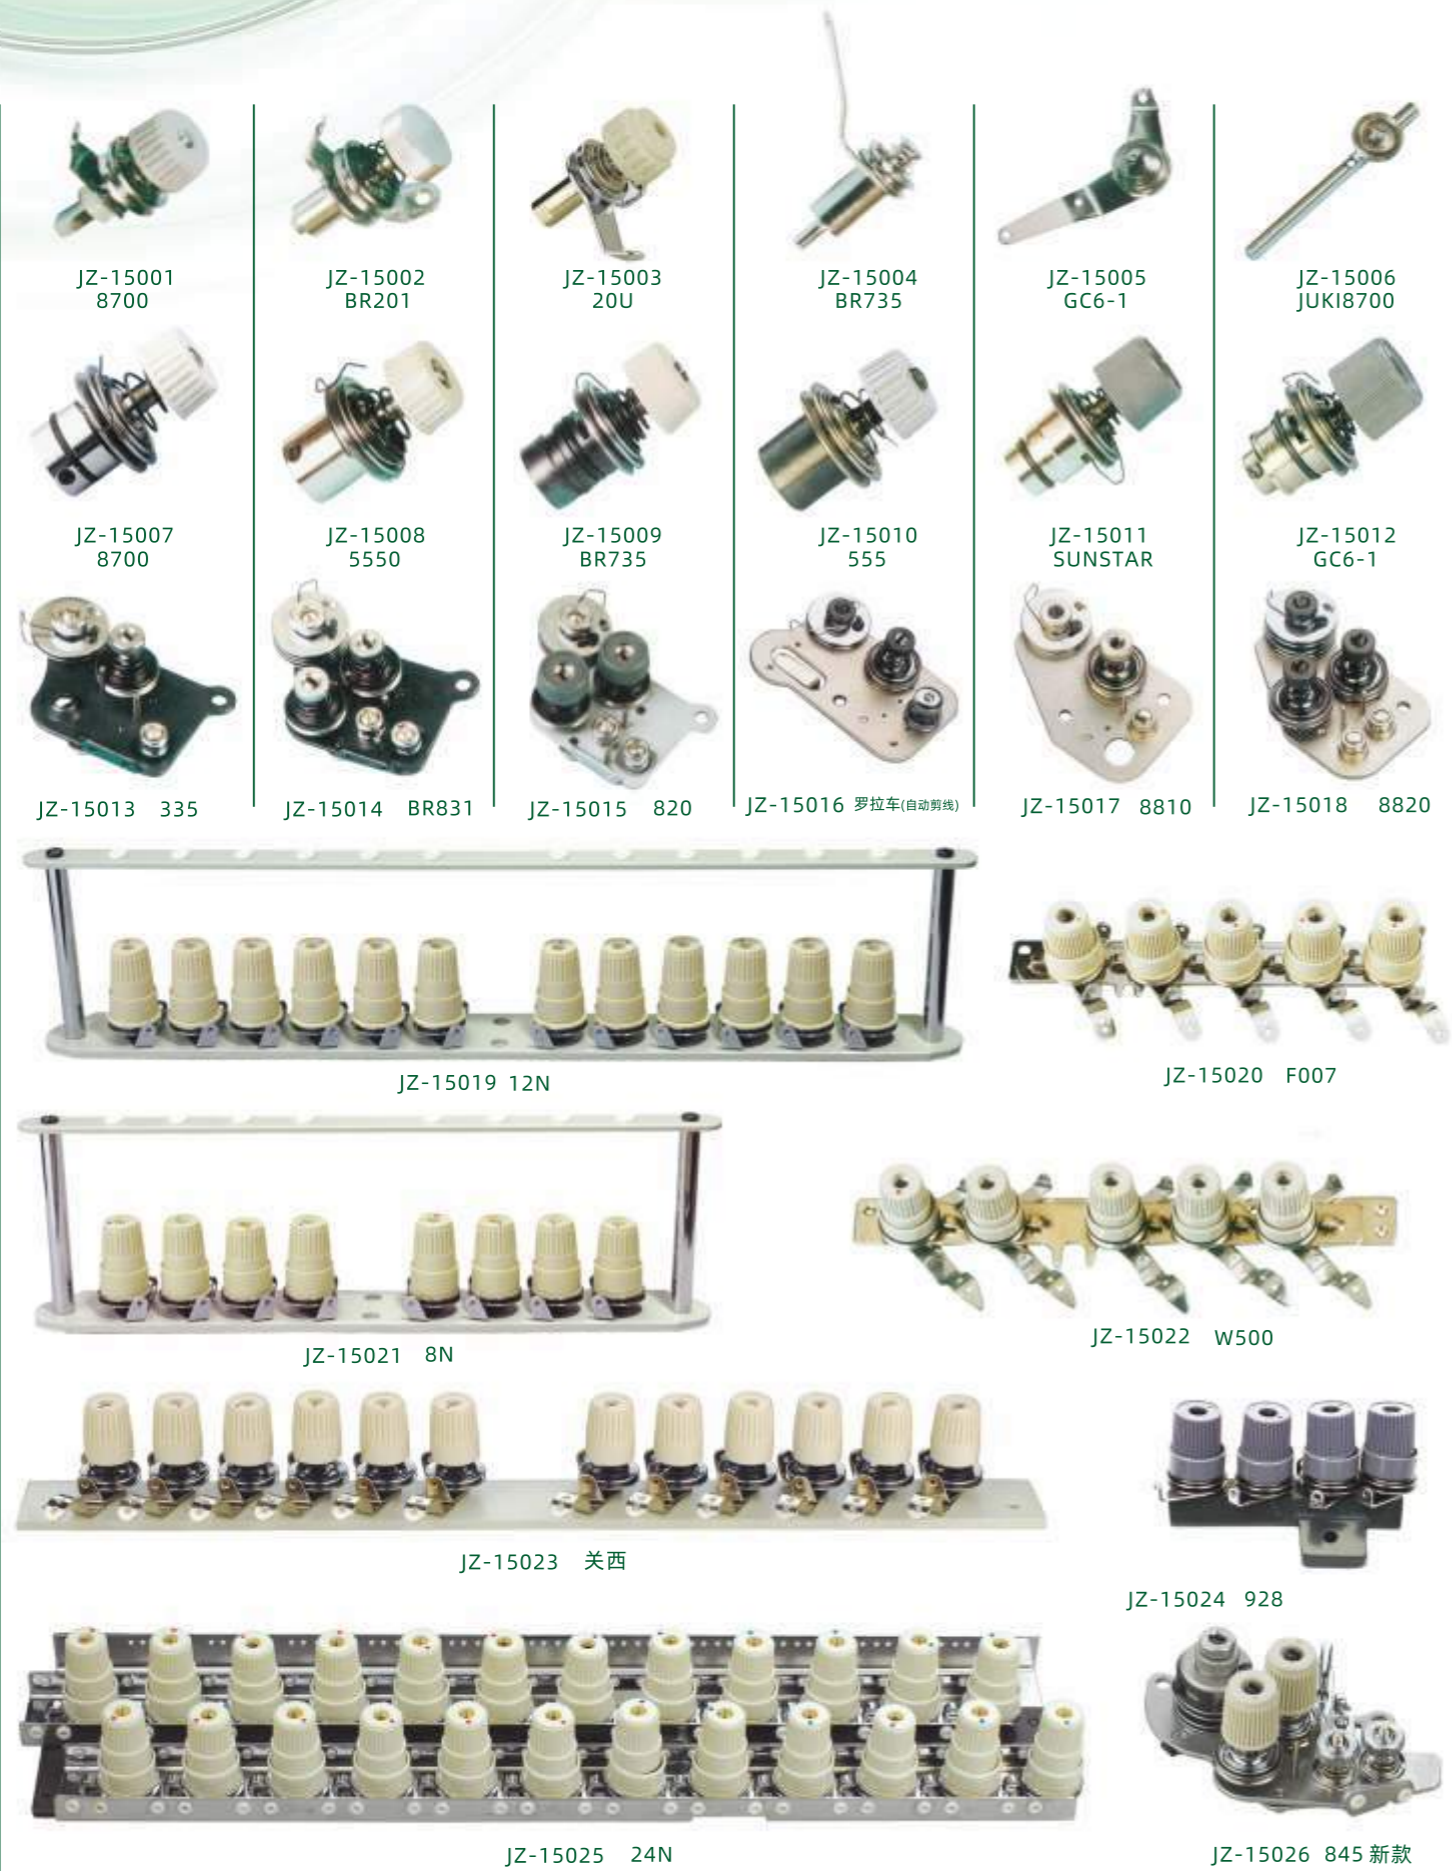 JZ-15001
8700
JZ-15002
BR201
JZ-15003
20U
JZ-15004
BR735
JZ-15005
GC6-1
JZ-15006
JUKI8700
JZ-15007
8700
JZ-15008
5550
JZ-15009
BR735
JZ-15010
555
JZ-15011
SUNSTAR
JZ-15012
GC6-1
JZ-15013 335
JZ-15014 BR831
JZ-15015 820
JZ-15016 罗拉车(自动剪线)
JZ-15017 8810
JZ-15018 8820
JZ-15019 12N
JZ-15020 F007
JZ-15021 8N
JZ-15022 W500
JZ-15023 关西
JZ-15024 928
JZ-15025 24N
JZ-15026 845 新款